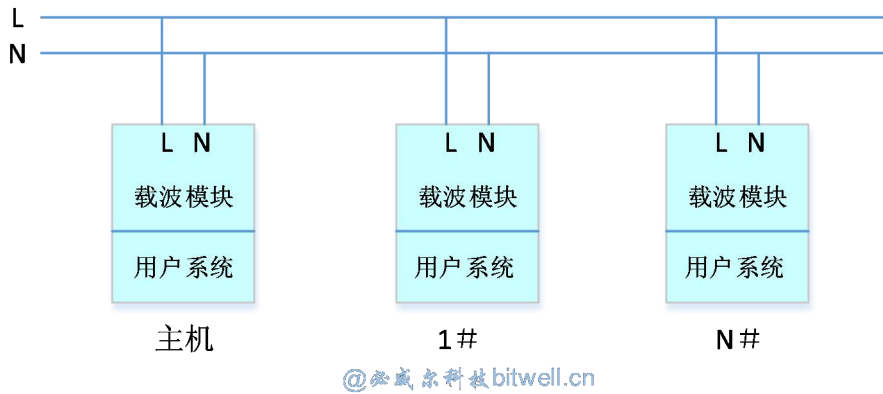 L
N
L N L N L N
载波模块 载波模块 载波模块
用户系统 用户系统 用户系统
主机 1# N#
@必威尔科技bitwell.cn